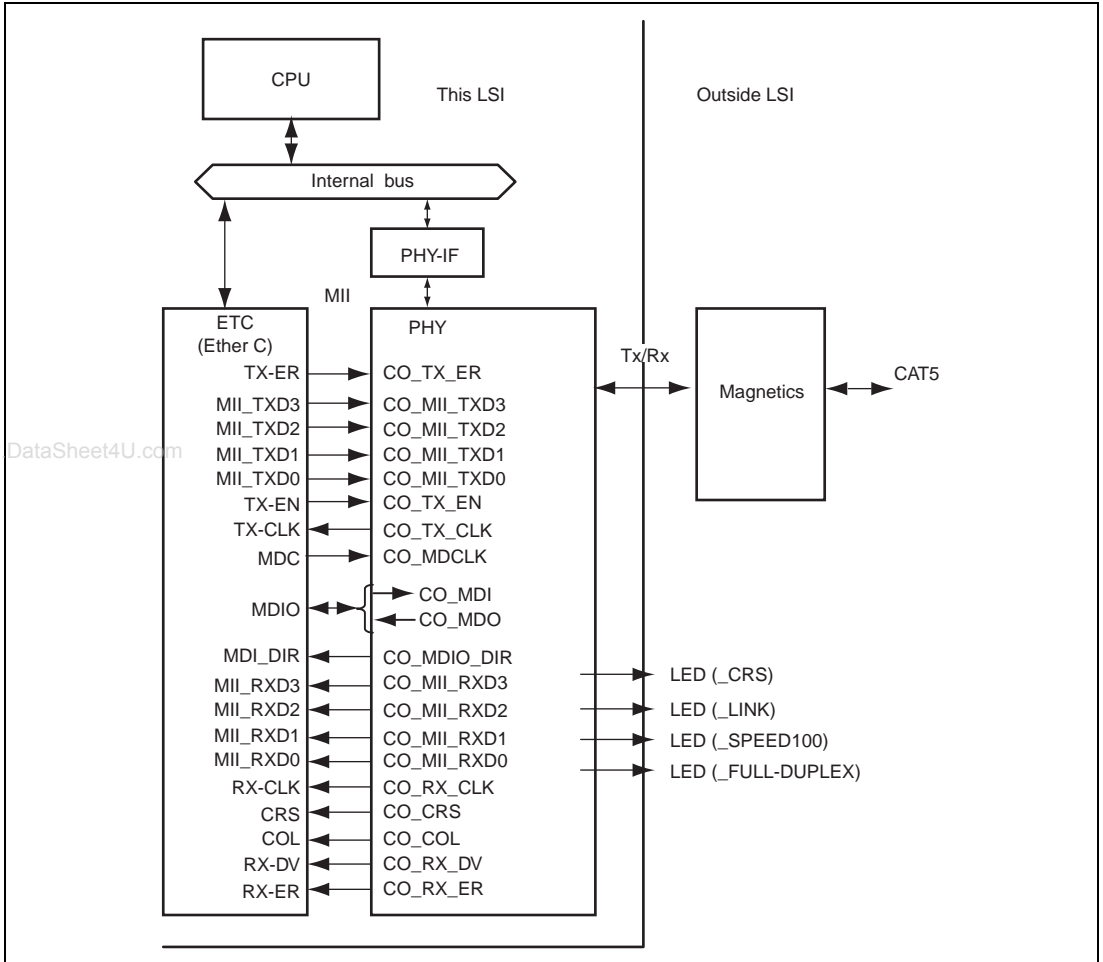 CPU
This LSI
Outside LSI
Internal bus
PHY-IF
MII
ETC
(Ether C)
PHY
Tx/Rx
Magnetics
CAT5
TX-ER CO_TX_ER
MII_TXD3 CO_MII_TXD3
MII_TXD2 CO_MII_TXD2
MII_TXD1 CO_MII_TXD1
MII_TXD0 CO_MII_TXD0
TX-EN CO_TX_EN
TX-CLK CO_TX_CLK
MDC CO_MDCLK
MDIO
CO_MDI
CO_MDO
MDI_DIR CO_MDIO_DIR
MII_RXD3 CO_MII_RXD3
MII_RXD2 CO_MII_RXD2
MII_RXD1 CO_MII_RXD1
MII_RXD0 CO_MII_RXD0
RX-CLK CO_RX_CLK
CRS CO_CRS
COL CO_COL
RX-DV CO_RX_DV
RX-ER CO_RX_ER
LED (_CRS)
LED (_LINK)
LED (_SPEED100)
LED (_FULL-DUPLEX)
DataSheet4U.com